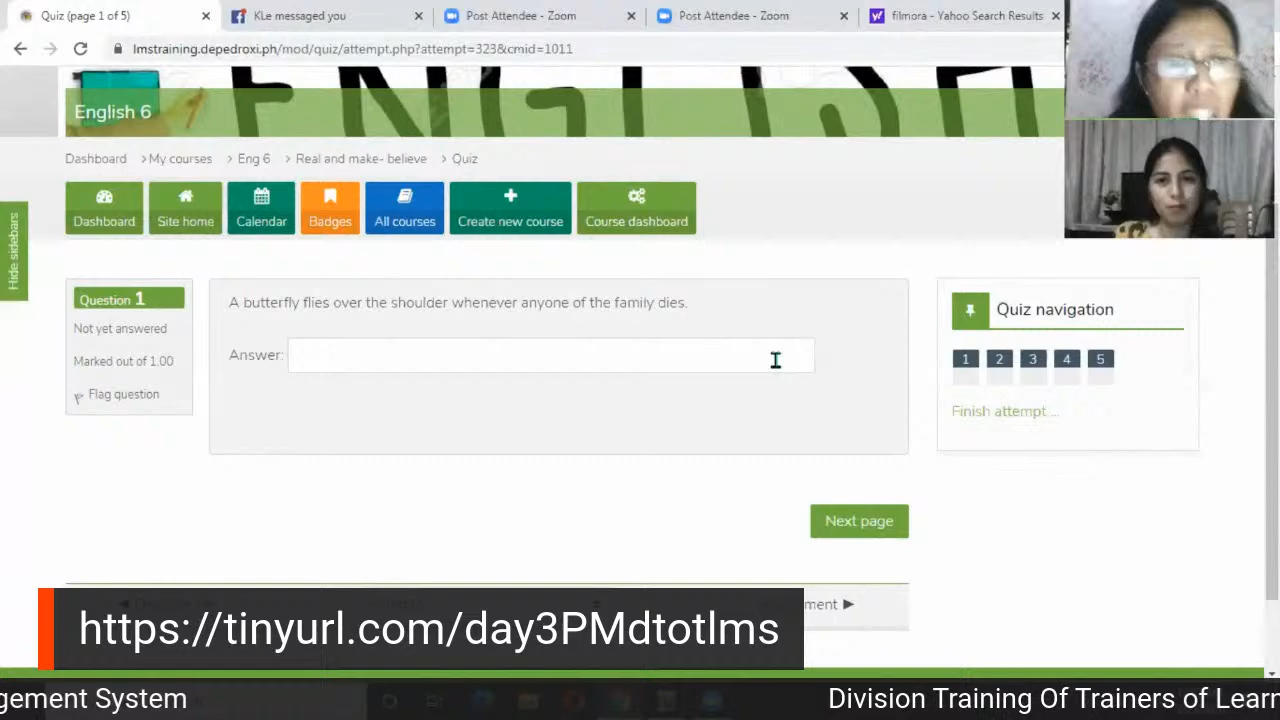 Quiz (page 1 of 5)
KLe messaged you
Post Attendee - Zoom
Post Attendee - Zoom
filmora - Yahoo Search Results
lmstraining.depedroxi.ph/mod/quiz/attempt.php?attempt=323&cmid=1011
ENGLISH
English 6
Dashboard > My courses > Eng 6 > Real and make- believe > Quiz
Dashboard
Site home
Calendar
Badges
All courses
Create new course
Course dashboard
Hide sidebars
Question 1
Not yet answered
Marked out of 1.00
Flag question
A butterfly flies over the shoulder whenever anyone of the family dies.
Answer:
Quiz navigation
1 2 3 4 5
Finish attempt ...
Next page
ment ►
https://tinyurl.com/day3PMdtotlms
gement System
Division Training Of Trainers of Learn